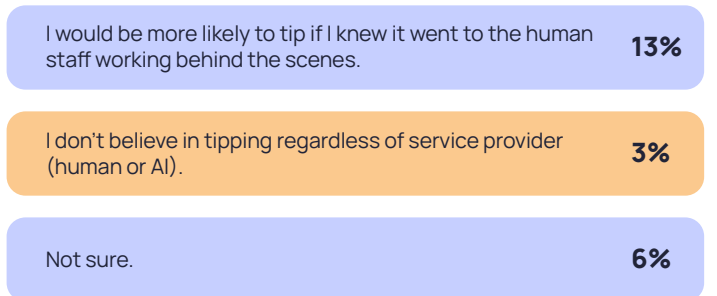 I would be more likely to tip if I knew it went to the human
staff working behind the scenes.
13%
I don't believe in tipping regardless of service provider
(human or AI).
3%
Not sure.
6%